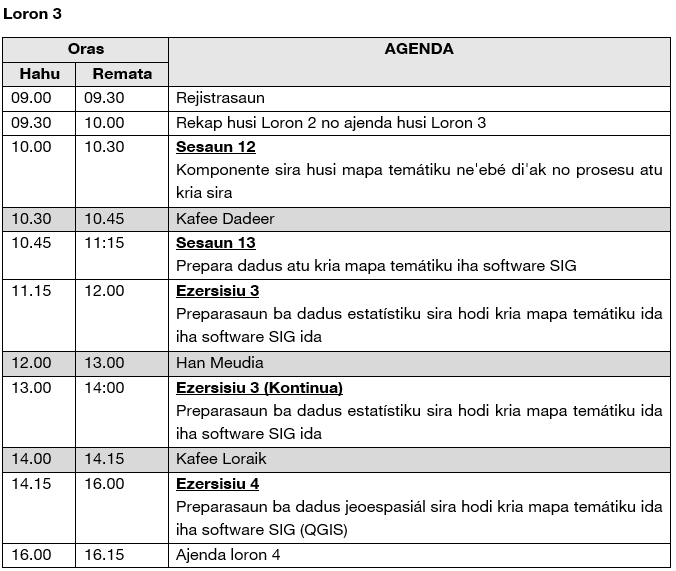 Loron 3
Oras AGENDA
Hahu Remata
09.00 09.30 Rejistrasaun
09.30 10.00 Rekap husi Loron 2 no ajenda husi Loron 3
10.00 10.30 Sesaun 12
Komponente sira husi mapa temátiku ne'ebé di'ak no prosesu atu
kria sira
10.30 10.45 Kafee Dadeer
10.45 11:15 Sesaun 13
Prepara dadus atu kria mapa temátiku iha software SIG
11.15 12.00 Ezersisiu 3
Preparasaun ba dadus estatístiku sira hodi kria mapa temátiku ida
iha software SIG ida
12.00 13.00 Han Meudia
13.00 14:00 Ezersisiu 3 (Kontinua)
Preparasaun ba dadus estatístiku sira hodi kria mapa temátiku ida
iha software SIG ida
14.00 14.15 Kafee Loraik
14.15 16.00 Ezersisiu 4
Preparasaun ba dadus jeoespasiál sira hodi kria mapa temátiku ida
iha software SIG (QGIS)
16.00 16.15 Ajenda loron 4